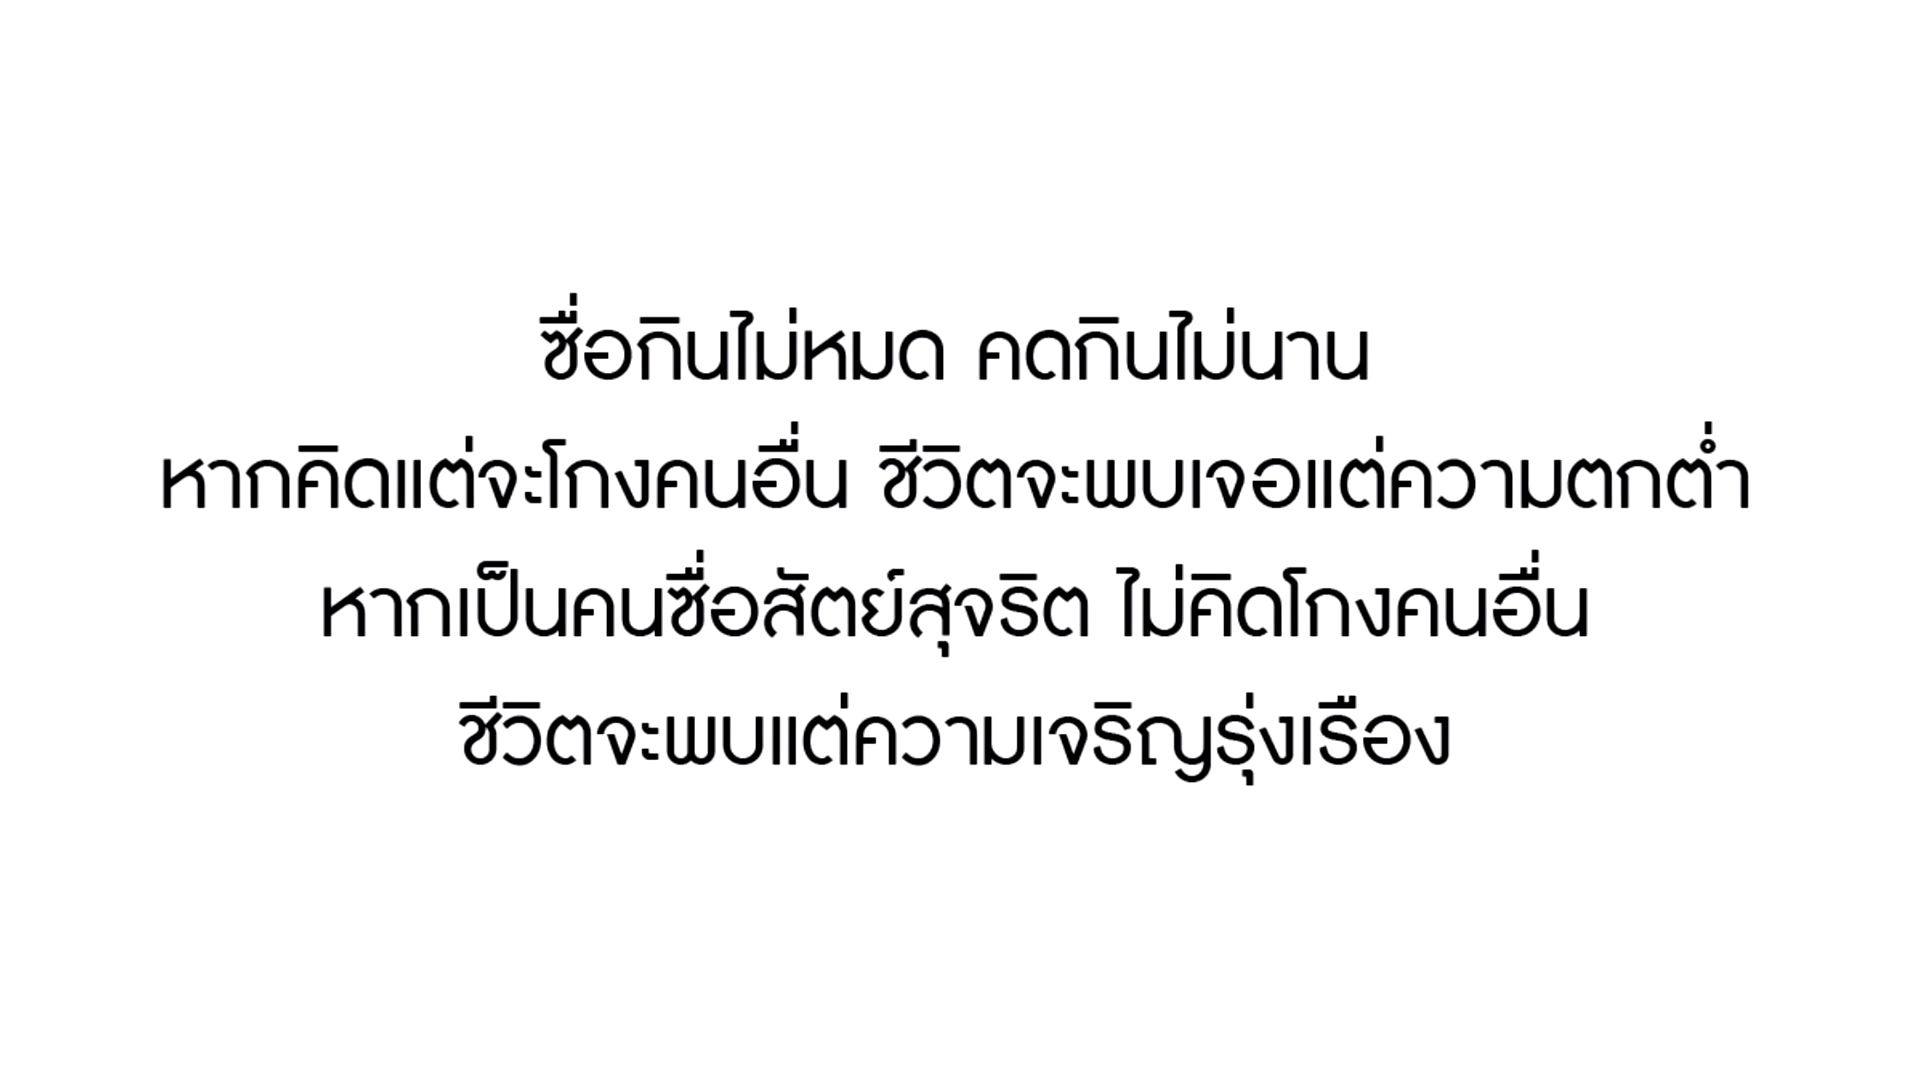 ซื่อกินไม่หมด คดกินไม่นาน
หากคิดแต่จะโกงคนอื่น ชีวิตจะพบเจอแต่ความตกต่ำ
หากเป็นคนซื่อสัตย์สุจริต ไม่คิดโกงคนอื่น
ชีวิตจะพบแต่ความเจริญรุ่งเรือง